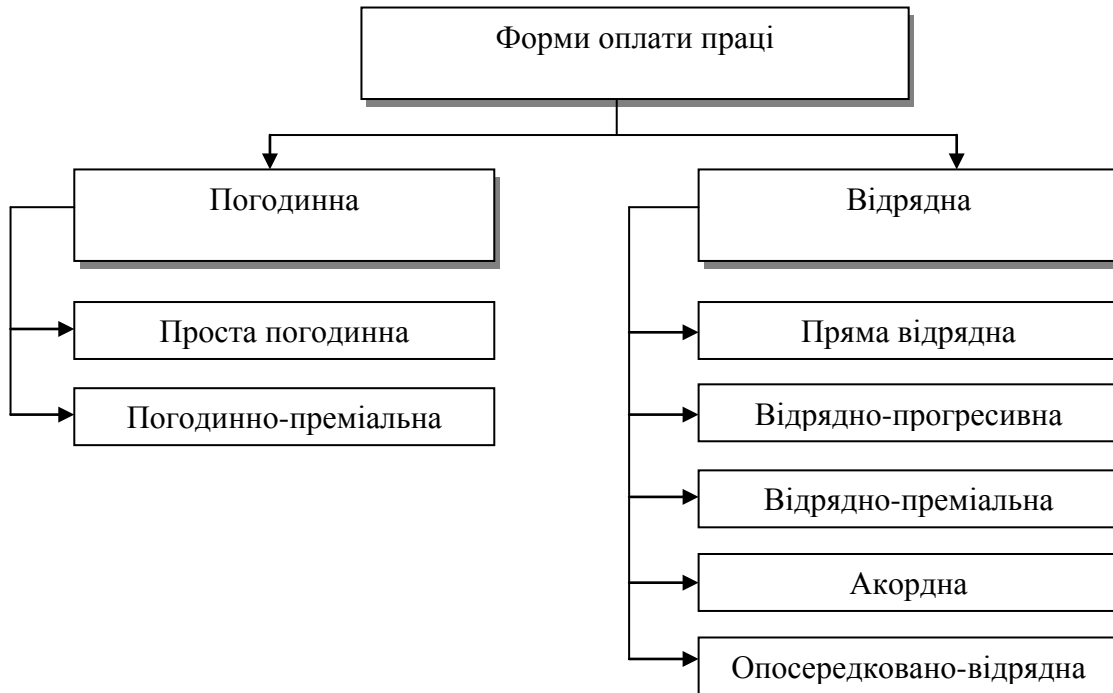 Форми оплати праці
Погодинна
Відрядна
Проста погодинна
Погодинно-преміальна
Пряма відрядна
Відрядно-прогресивна
Відрядно-преміальна
Акордна
Опосередковано-відрядна